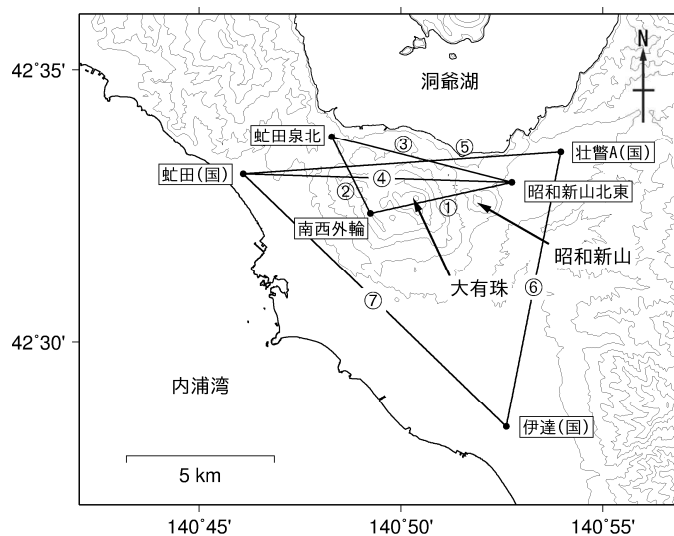 N
42˚35'
洞爺湖
虻田泉北
③
⑤
壮瞥A(国)
虻田(国)
④
昭和新山北東
②
①
南西外輪
昭和新山
大有珠
⑥
⑦
42˚30'
内浦湾
伊達(国)
5 km
140˚45'
140˚50'
140˚55'